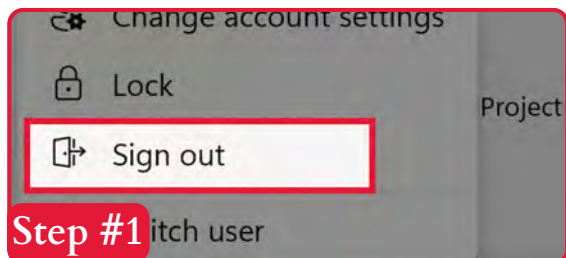 Change account settings
Lock
Project
Sign out
Step #1
itch user